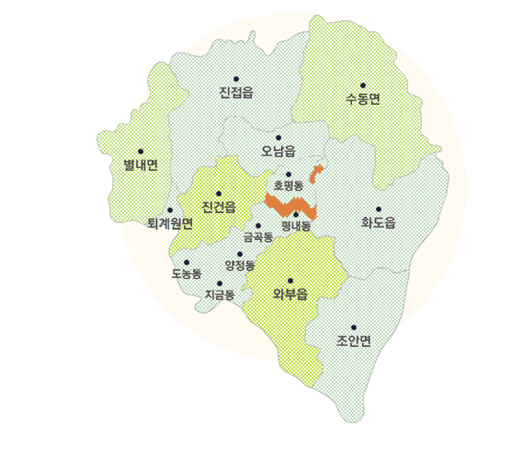 진접읍
수동면
오남읍
별내면
호평동
진건읍
퇴계원면
화도읍
평내동
금곡동
양정동
도농동
지금동
와부읍
조안면